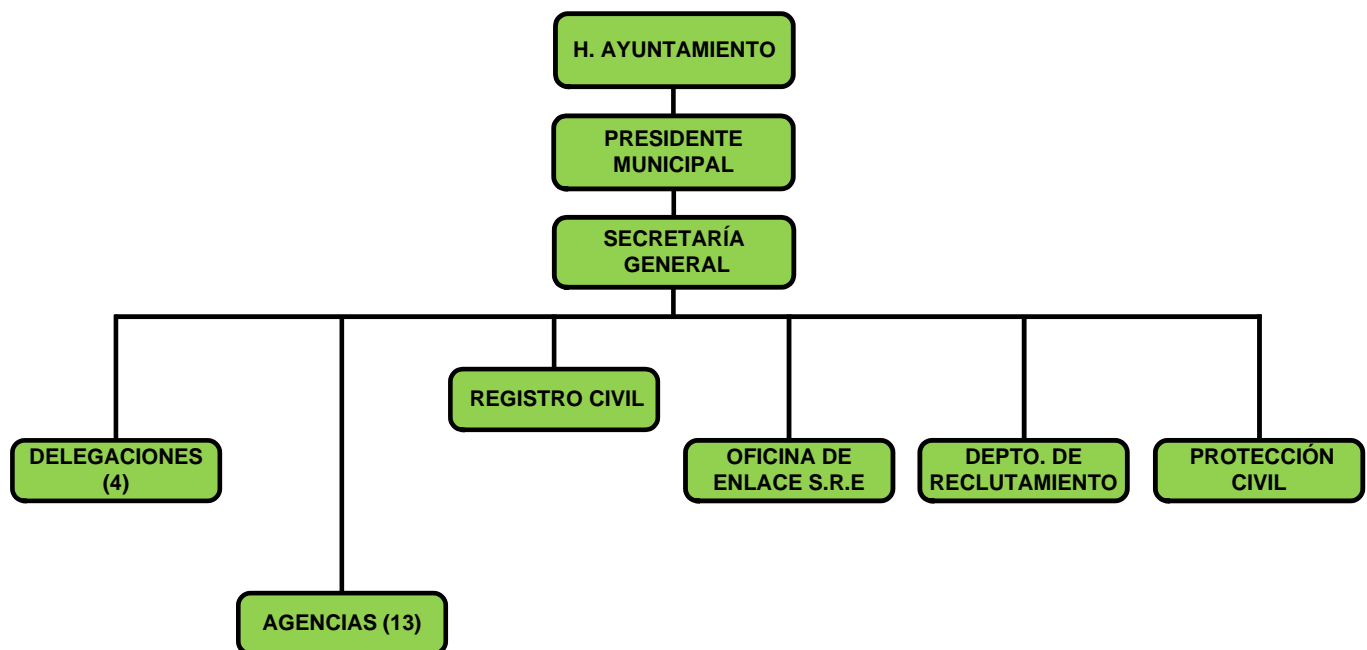 H. AYUNTAMIENTO
PRESIDENTE
MUNICIPAL
SECRETARÍA
GENERAL
REGISTRO CIVIL
DELEGACIONES
(4)
OFICINA DE
ENLACE S.R.E
DEPTO. DE
RECLUTAMIENTO
PROTECCIÓN
CIVIL
AGENCIAS (13)